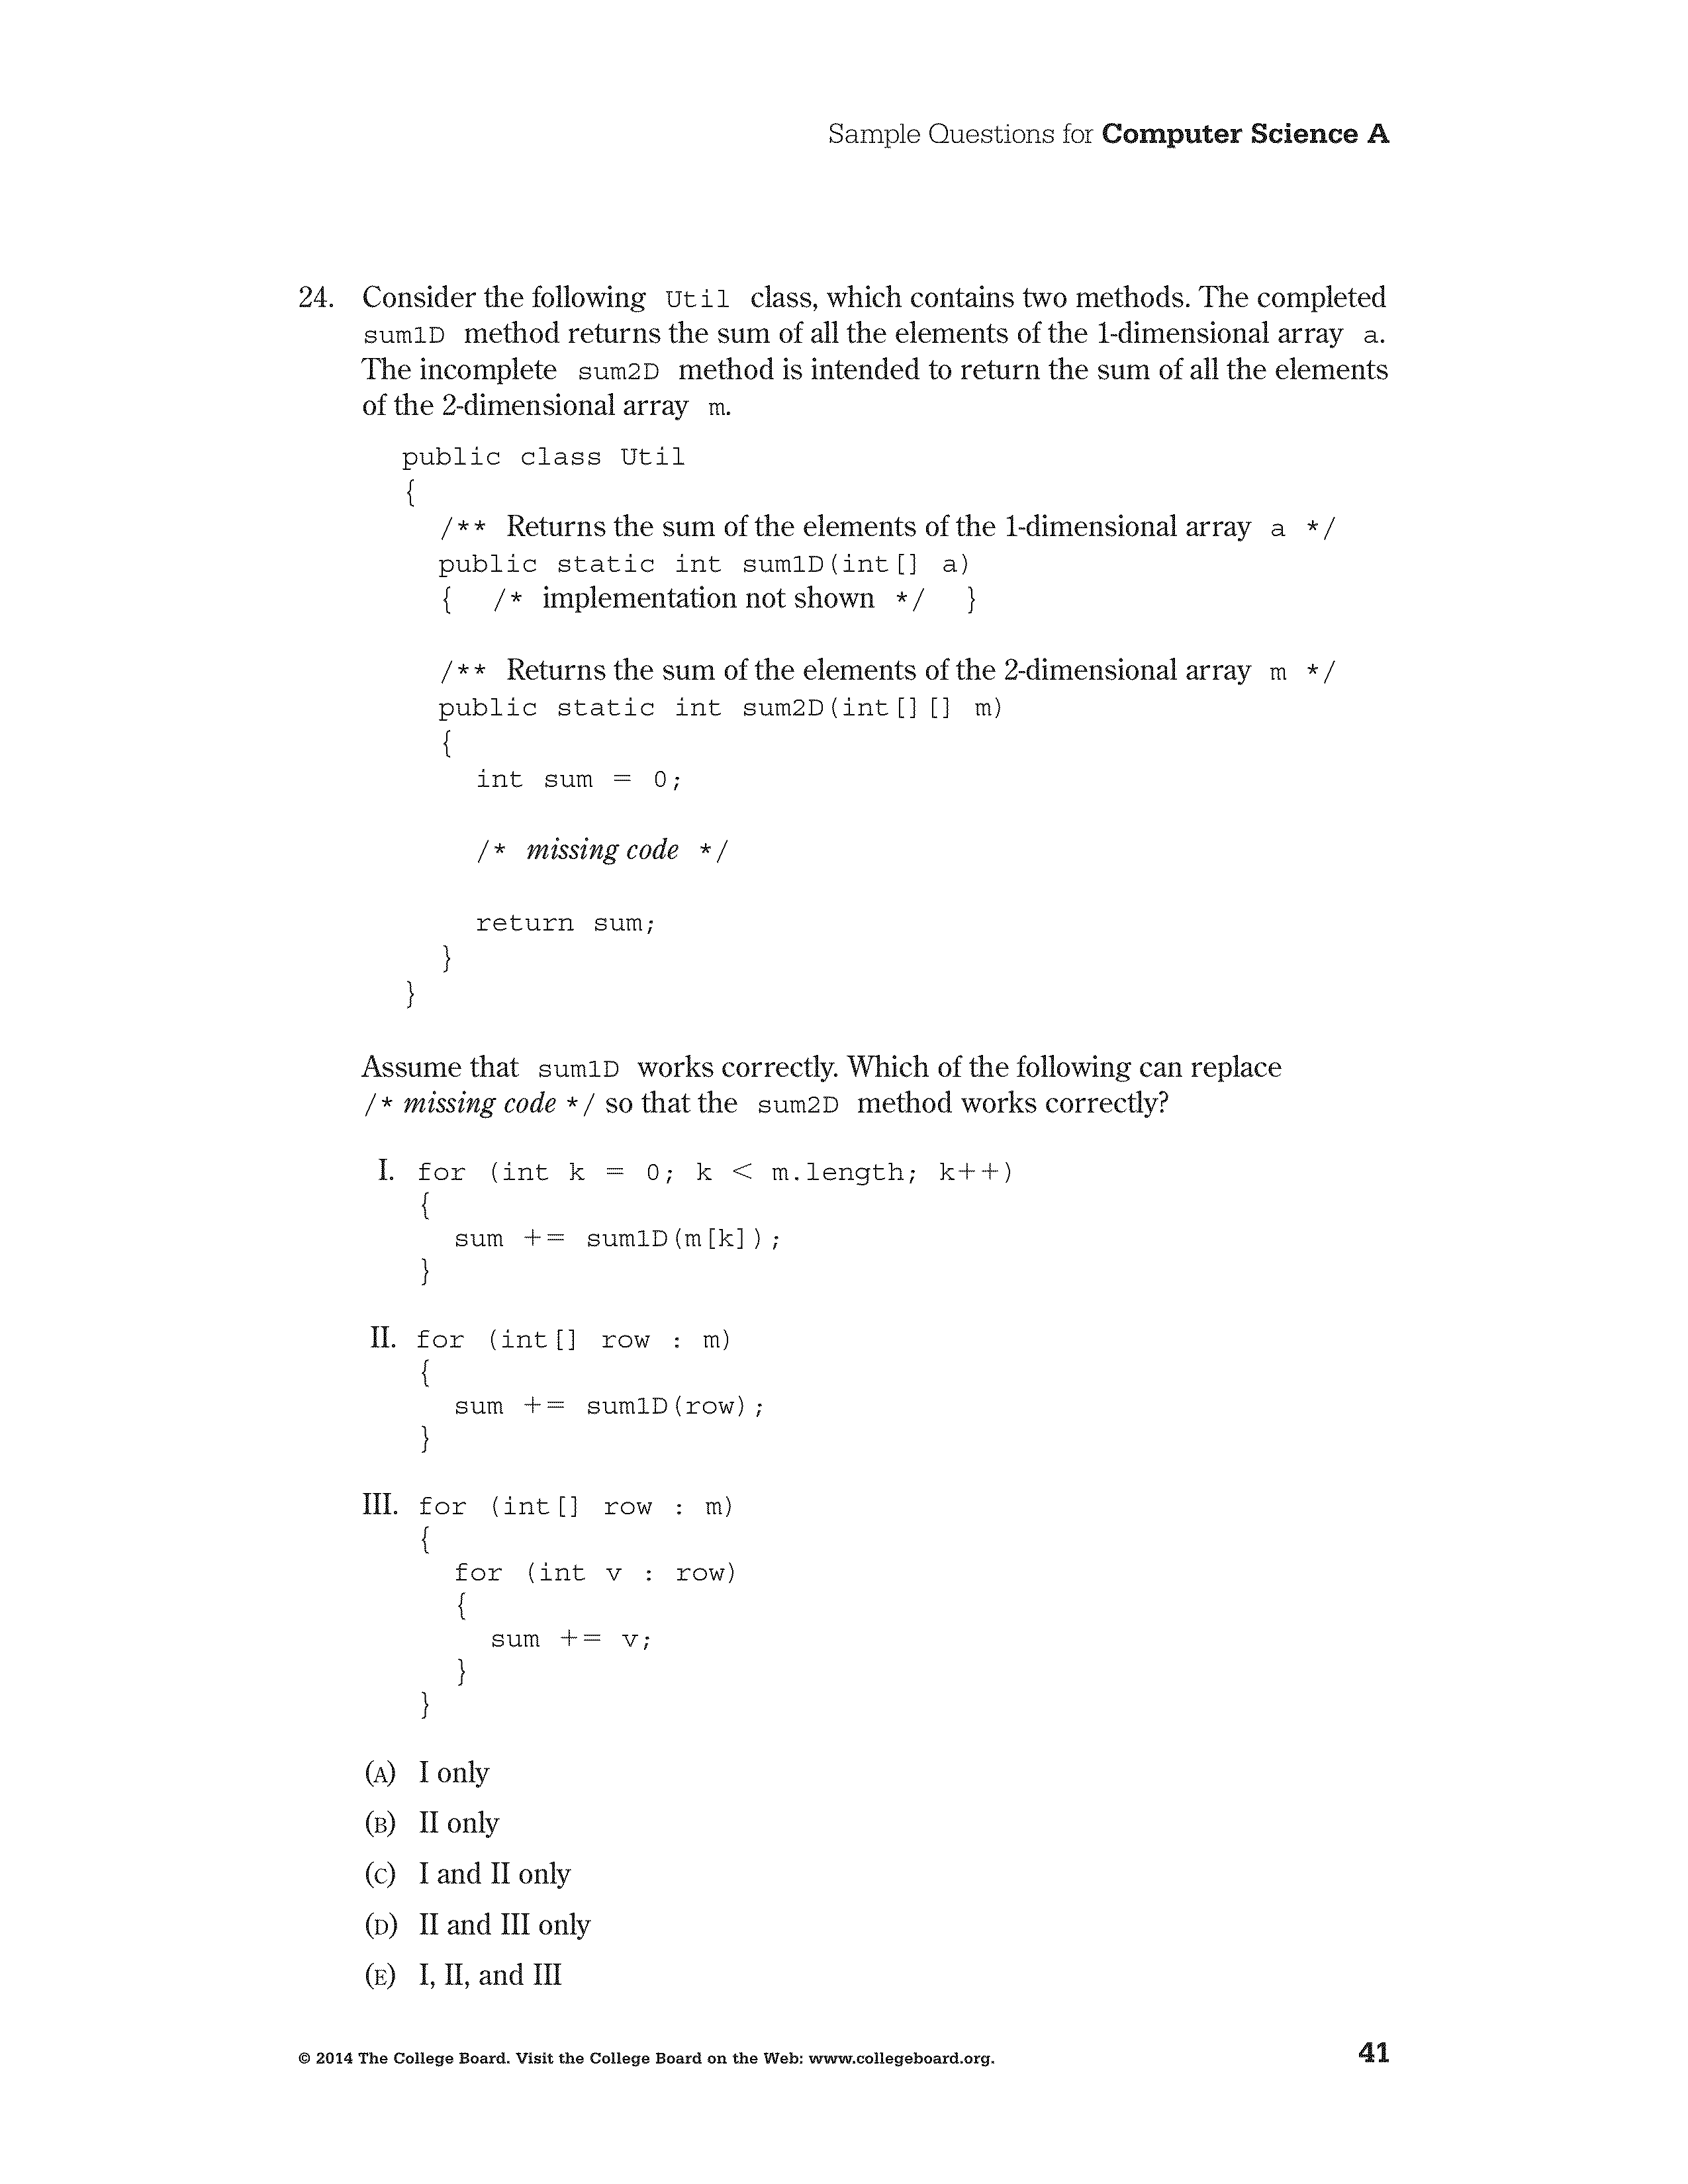 Sample Questions for Computer Science A
24. Consider the following Util class, which contains two methods. The completed
sum1D method returns the sum of all the elements of the 1-dimensional array a.
The incomplete sum2D method is intended to return the sum of all the elements
of the 2-dimensional array m.
public class Util
{
/** Returns the sum of the elements of the 1-dimensional array a */
public static int sum1D(int[] a)
{ /* implementation not shown */ }
/** Returns the sum of the elements of the 2-dimensional array m */
public static int sum2D(int[][] m)
{
int sum = 0;
/* missing code */
return sum;
}
}
Assume that sum1D works correctly. Which of the following can replace
/* missing code */ so that the sum2D method works correctly?
I. for (int k = 0; k < m.length; k++)
{
sum += sum1D(m[k]);
}
II. for (int[] row : m)
{
sum += sum1D(row);
}
III. for (int[] row : m)
{
for (int v : row)
{
sum += v;
}
}
(A) I only
(B) II only
(C) I and II only
(D) II and III only
(E) I, II, and III
© 2014 The College Board. Visit the College Board on the Web: www.collegeboard.org.
41